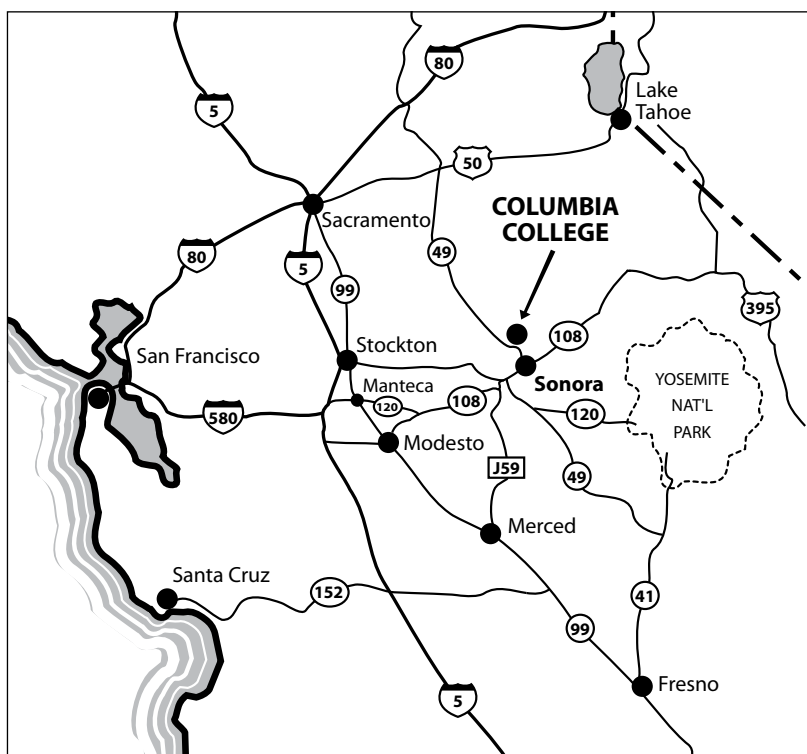 80
5
Lake
Tahoe
50
COLUMBIA
COLLEGE
Sacramento
80
5
49
99
395
108
San Francisco
Stockton
Sonora
YOSEMITE
NAT'L
PARK
Manteca
120
108
120
580
Modesto
J59
49
Merced
Santa Cruz
152
41
99
Fresno
5